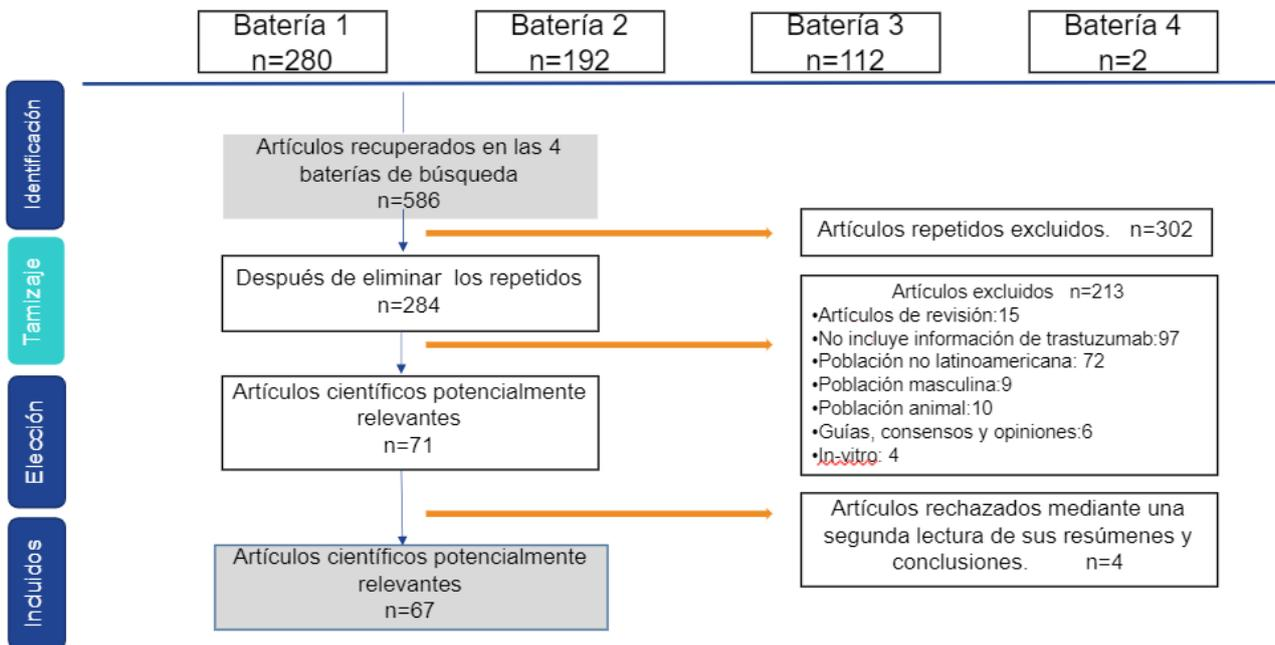 Batería 1
n=280
Batería 2
n=192
Batería 3
n=112
Batería 4
n=2
Identificación
Artículos recuperados en las 4
baterías de búsqueda
n=586
Artículos repetidos excluidos. n=302
Tamizaje
Después de eliminar los repetidos
n=284
Artículos excluidos n=213
•Artículos de revisión:15
•No incluye información de trastuzumab:97
•Población no latinoamericana: 72
•Población masculina:9
•Población animal:10
•Guías, consensos y opiniones:6
•In-vitro: 4
Elección
Artículos científicos potencialmente
relevantes
n=71
Artículos rechazados mediante una
segunda lectura de sus resúmenes y
conclusiones. n=4
Incluidos
Artículos científicos potencialmente
relevantes
n=67